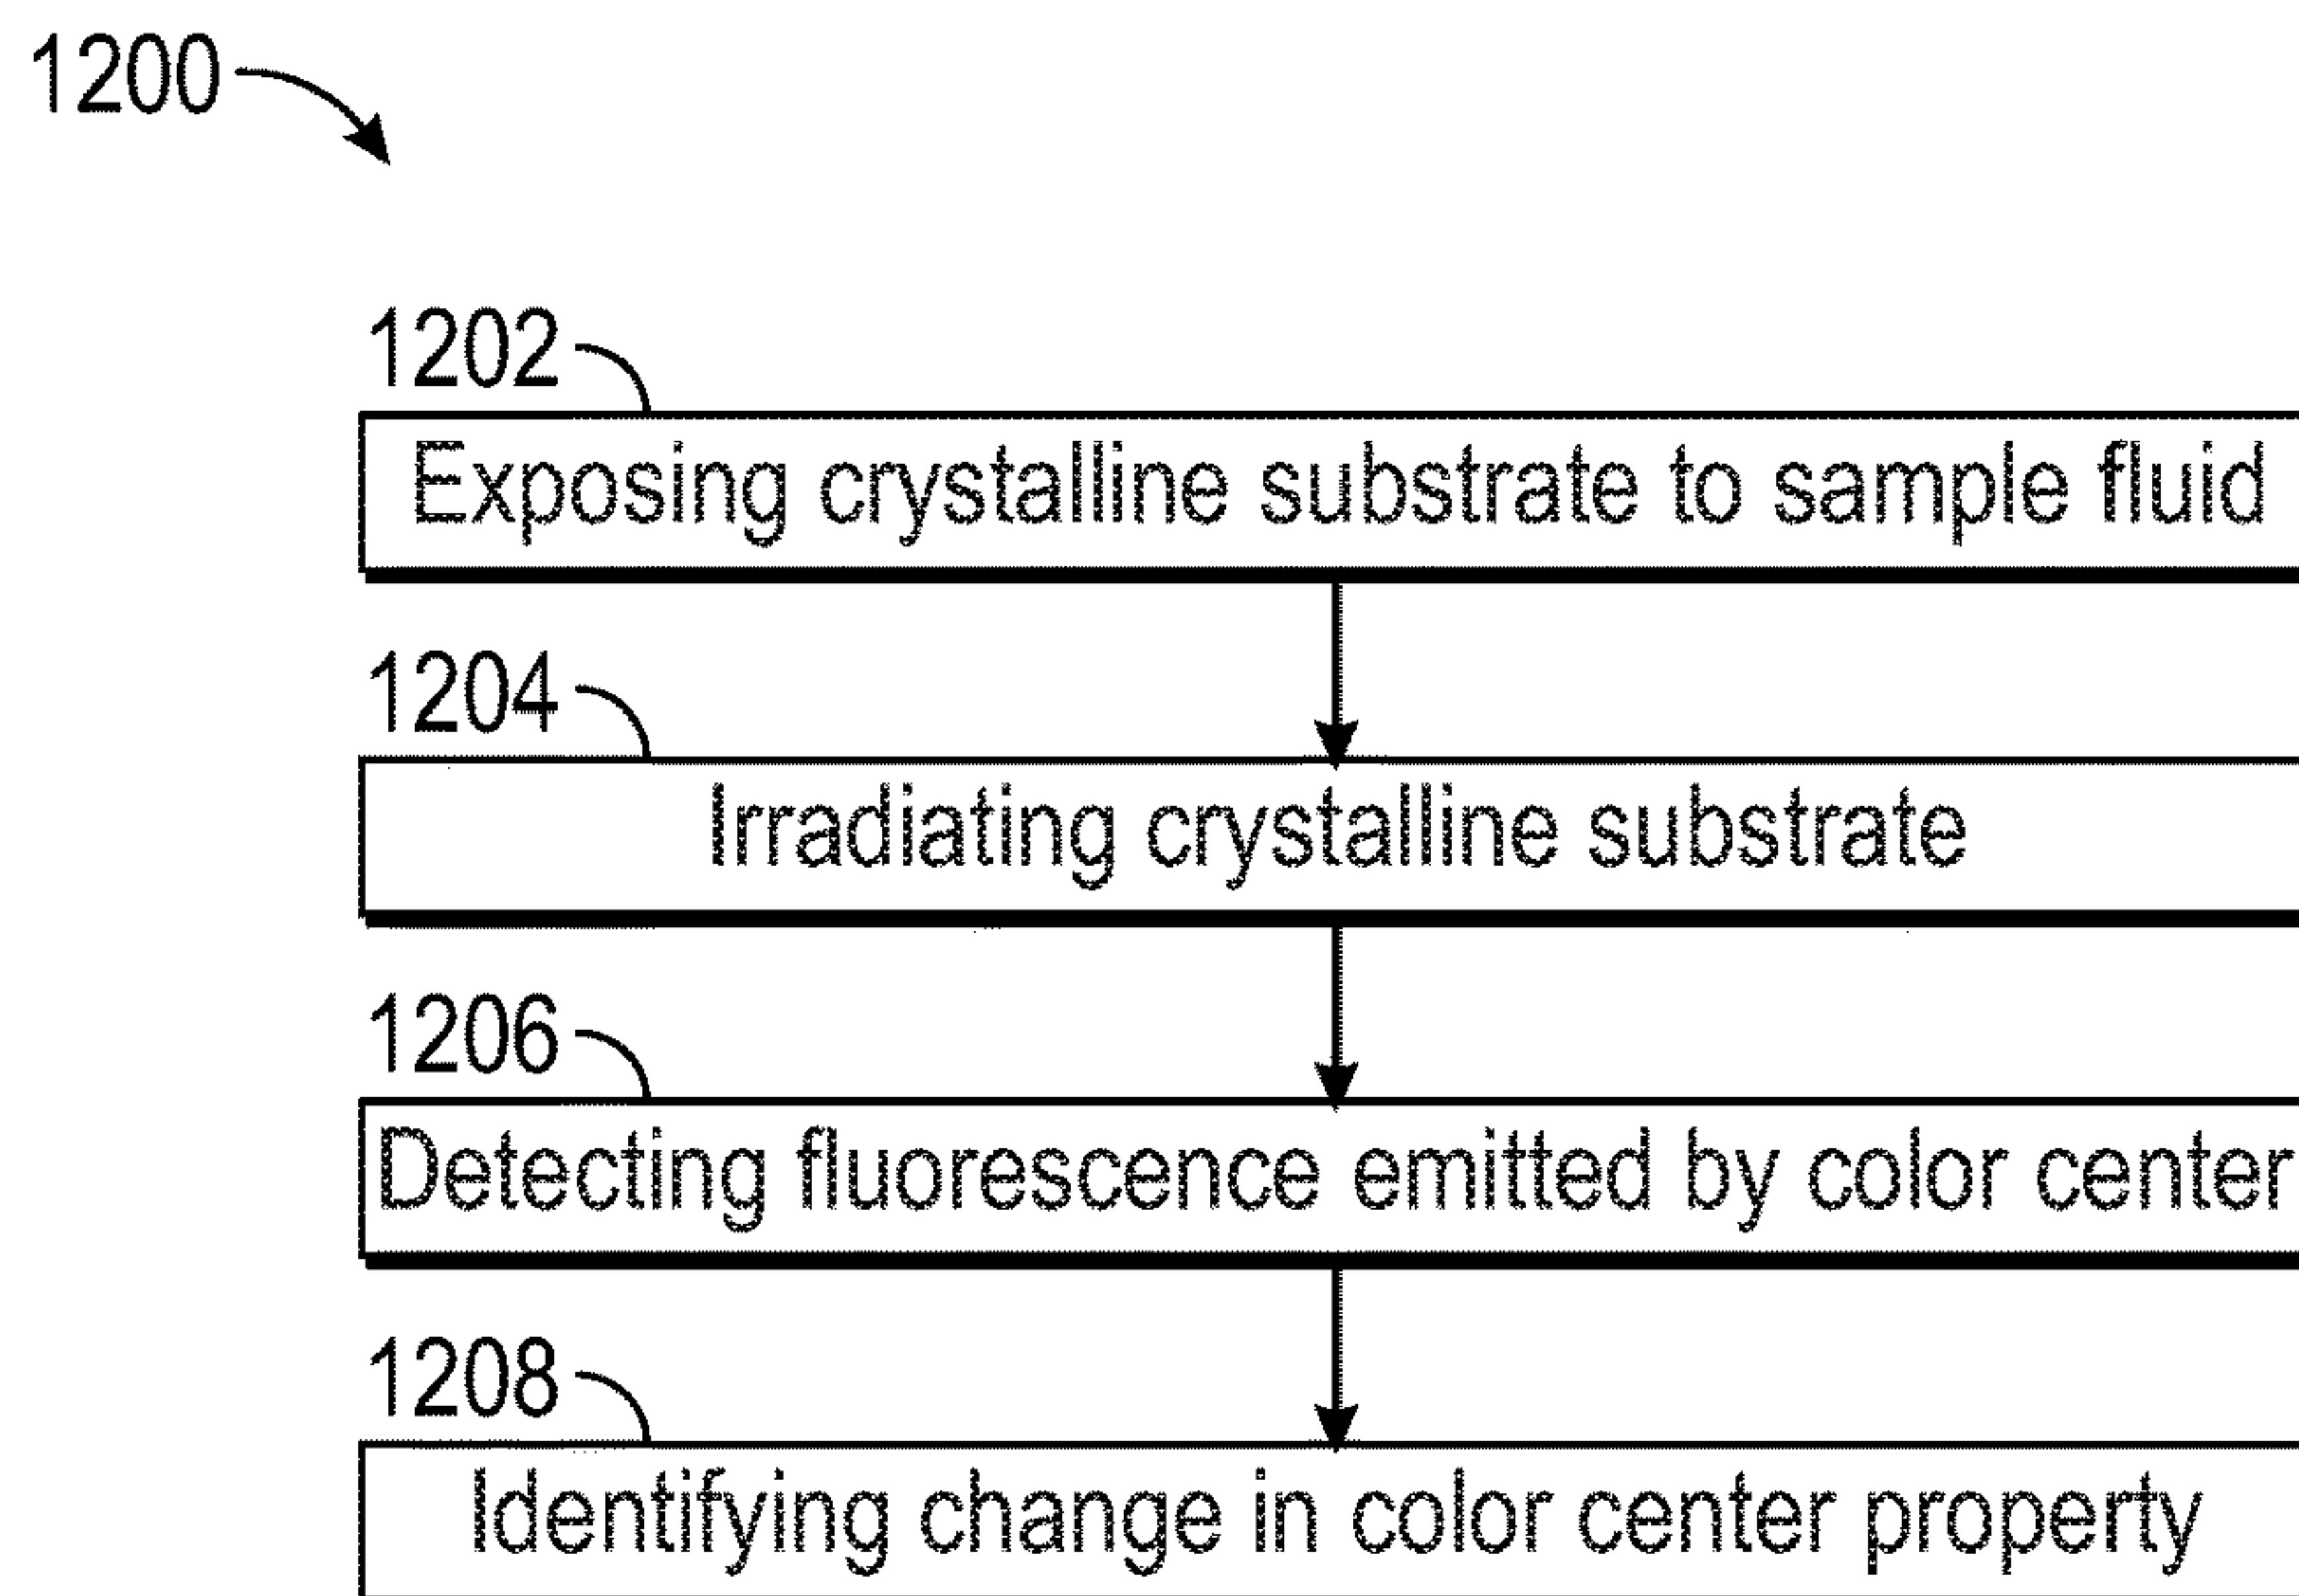 1200
1202
Exposing crystalline substrate to sample fluid
1204
Irradiating crystalline substrate
1206
Detecting fluorescence emitted by color center
1208
Identifying change in color center property